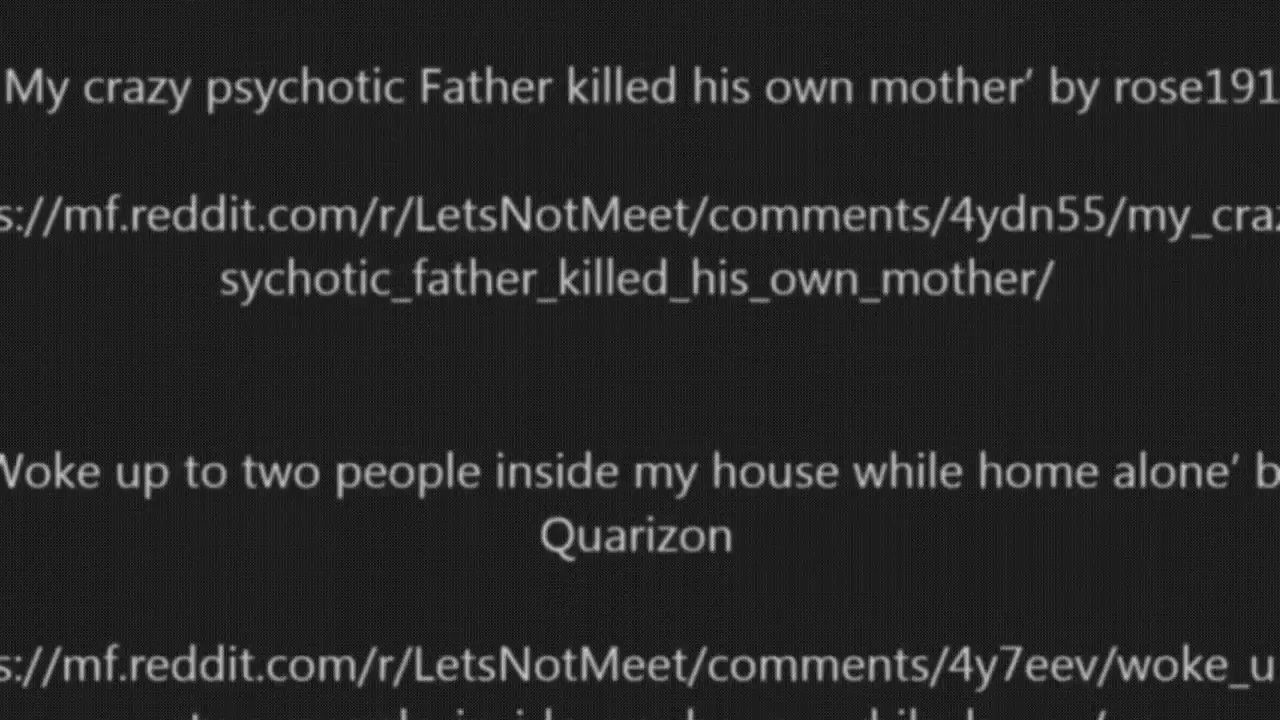 My crazy psychotic Father killed his own mother’ by rose191
s://mf.reddit.com/r/LetsNotMeet/comments/4ydn55/my_craz
sychotic_father_killed_his_own_mother/
Woke up to two people inside my house while home alone’ b
Quarizon
s://mf.reddit.com/r/LetsNotMeet/comments/4y7eev/woke_u